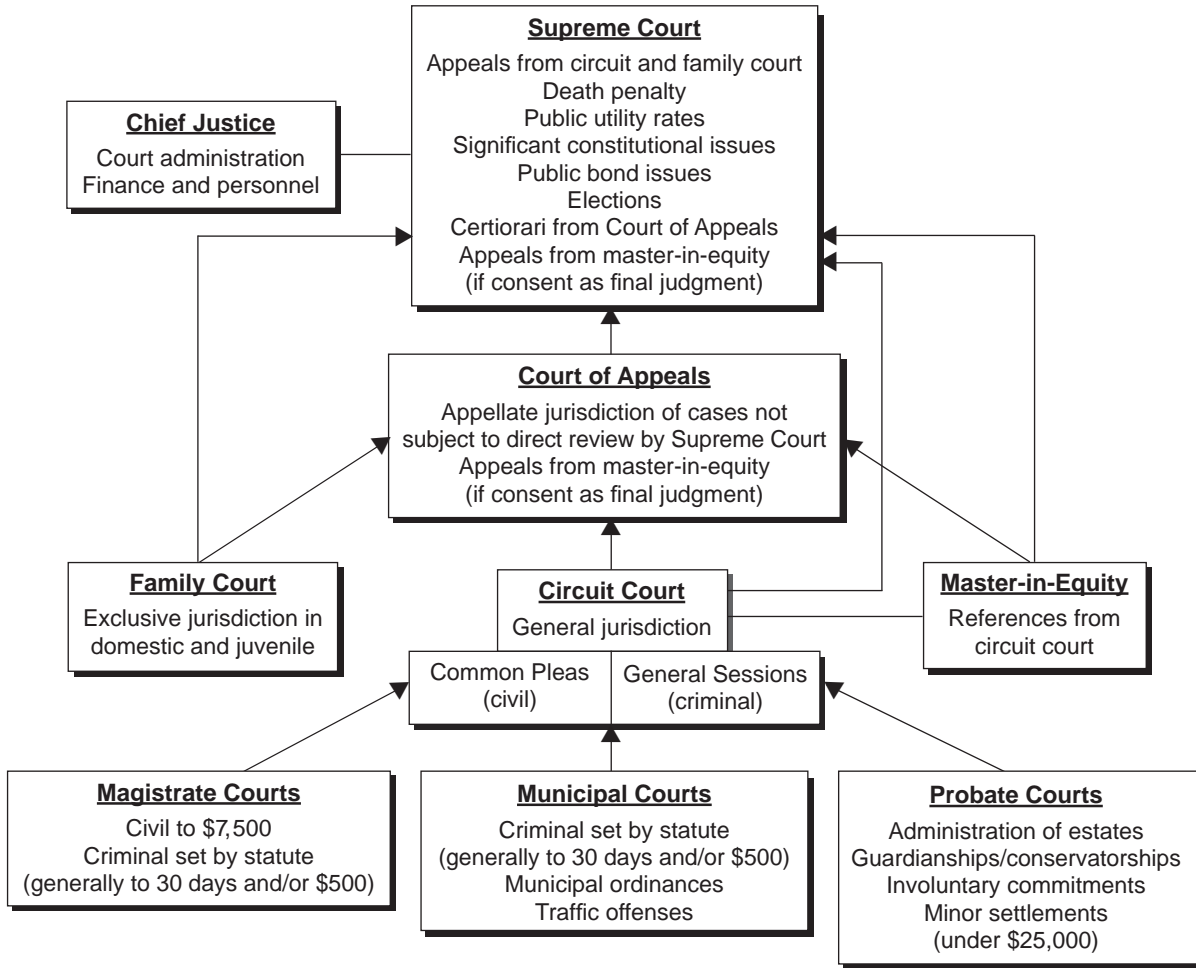 Supreme Court
Appeals from circuit and family court
Death penalty
Public utility rates
Significant constitutional issues
Public bond issues
Elections
Certiorari from Court of Appeals
Appeals from master-in-equity
(if consent as final judgment)
Chief Justice
Court administration
Finance and personnel
Court of Appeals
Appellate jurisdiction of cases not
subject to direct review by Supreme Court
Appeals from master-in-equity
(if consent as final judgment)
Family Court
Exclusive jurisdiction in
domestic and juvenile
Circuit Court
General jurisdiction
Common Pleas
(civil)
General Sessions
(criminal)
Master-in-Equity
References from
circuit court
Magistrate Courts
Civil to $7,500
Criminal set by statute
(generally to 30 days and/or $500)
Municipal Courts
Criminal set by statute
(generally to 30 days and/or $500)
Municipal ordinances
Traffic offenses
Probate Courts
Administration of estates
Guardianships/conservatorships
Involuntary commitments
Minor settlements
(under $25,000)